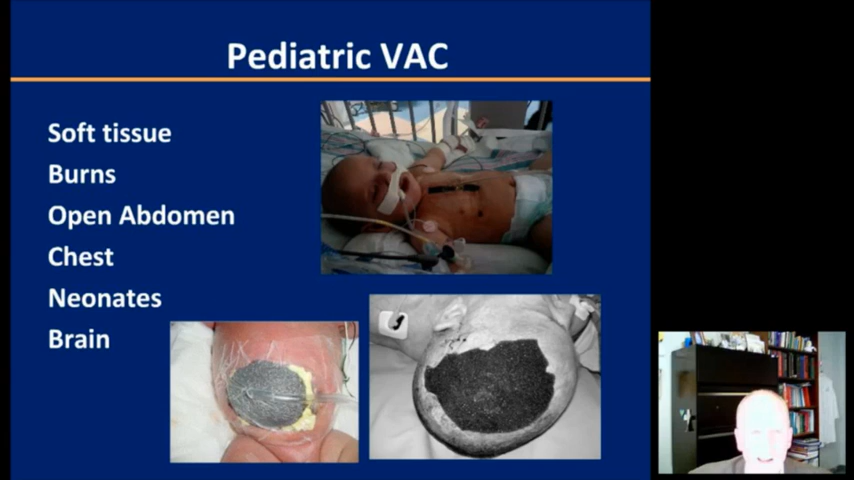 Pediatric VAC
Soft tissue
Burns
Open Abdomen
Chest
Neonates
Brain